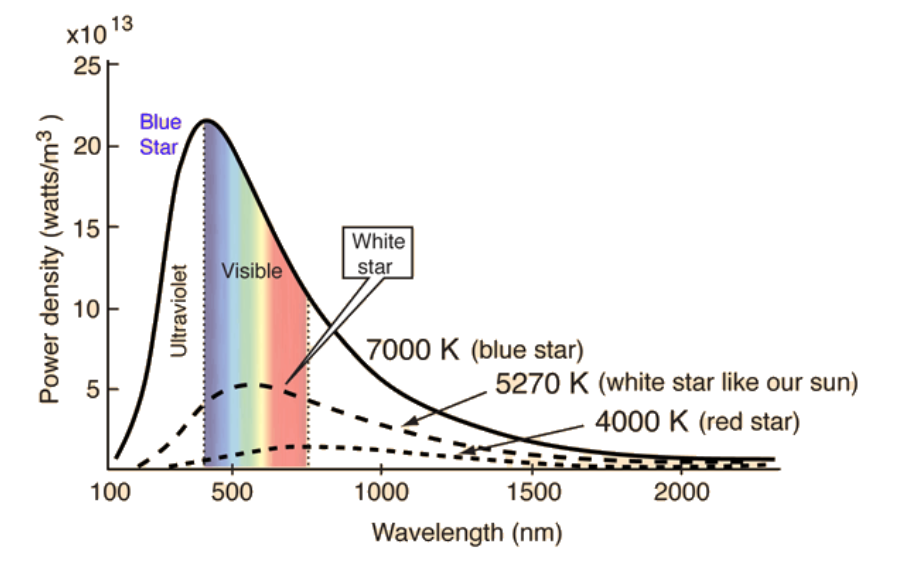 x10 13
25
Blue
Star
20
White
star
15
Visible
Ultraviolet
Power density (watts/m3 )
10
7000 K (blue star)
5270 K (white star like our sun)
5
4000 K (red star)
100 500 1000 1500 2000
Wavelength (nm)